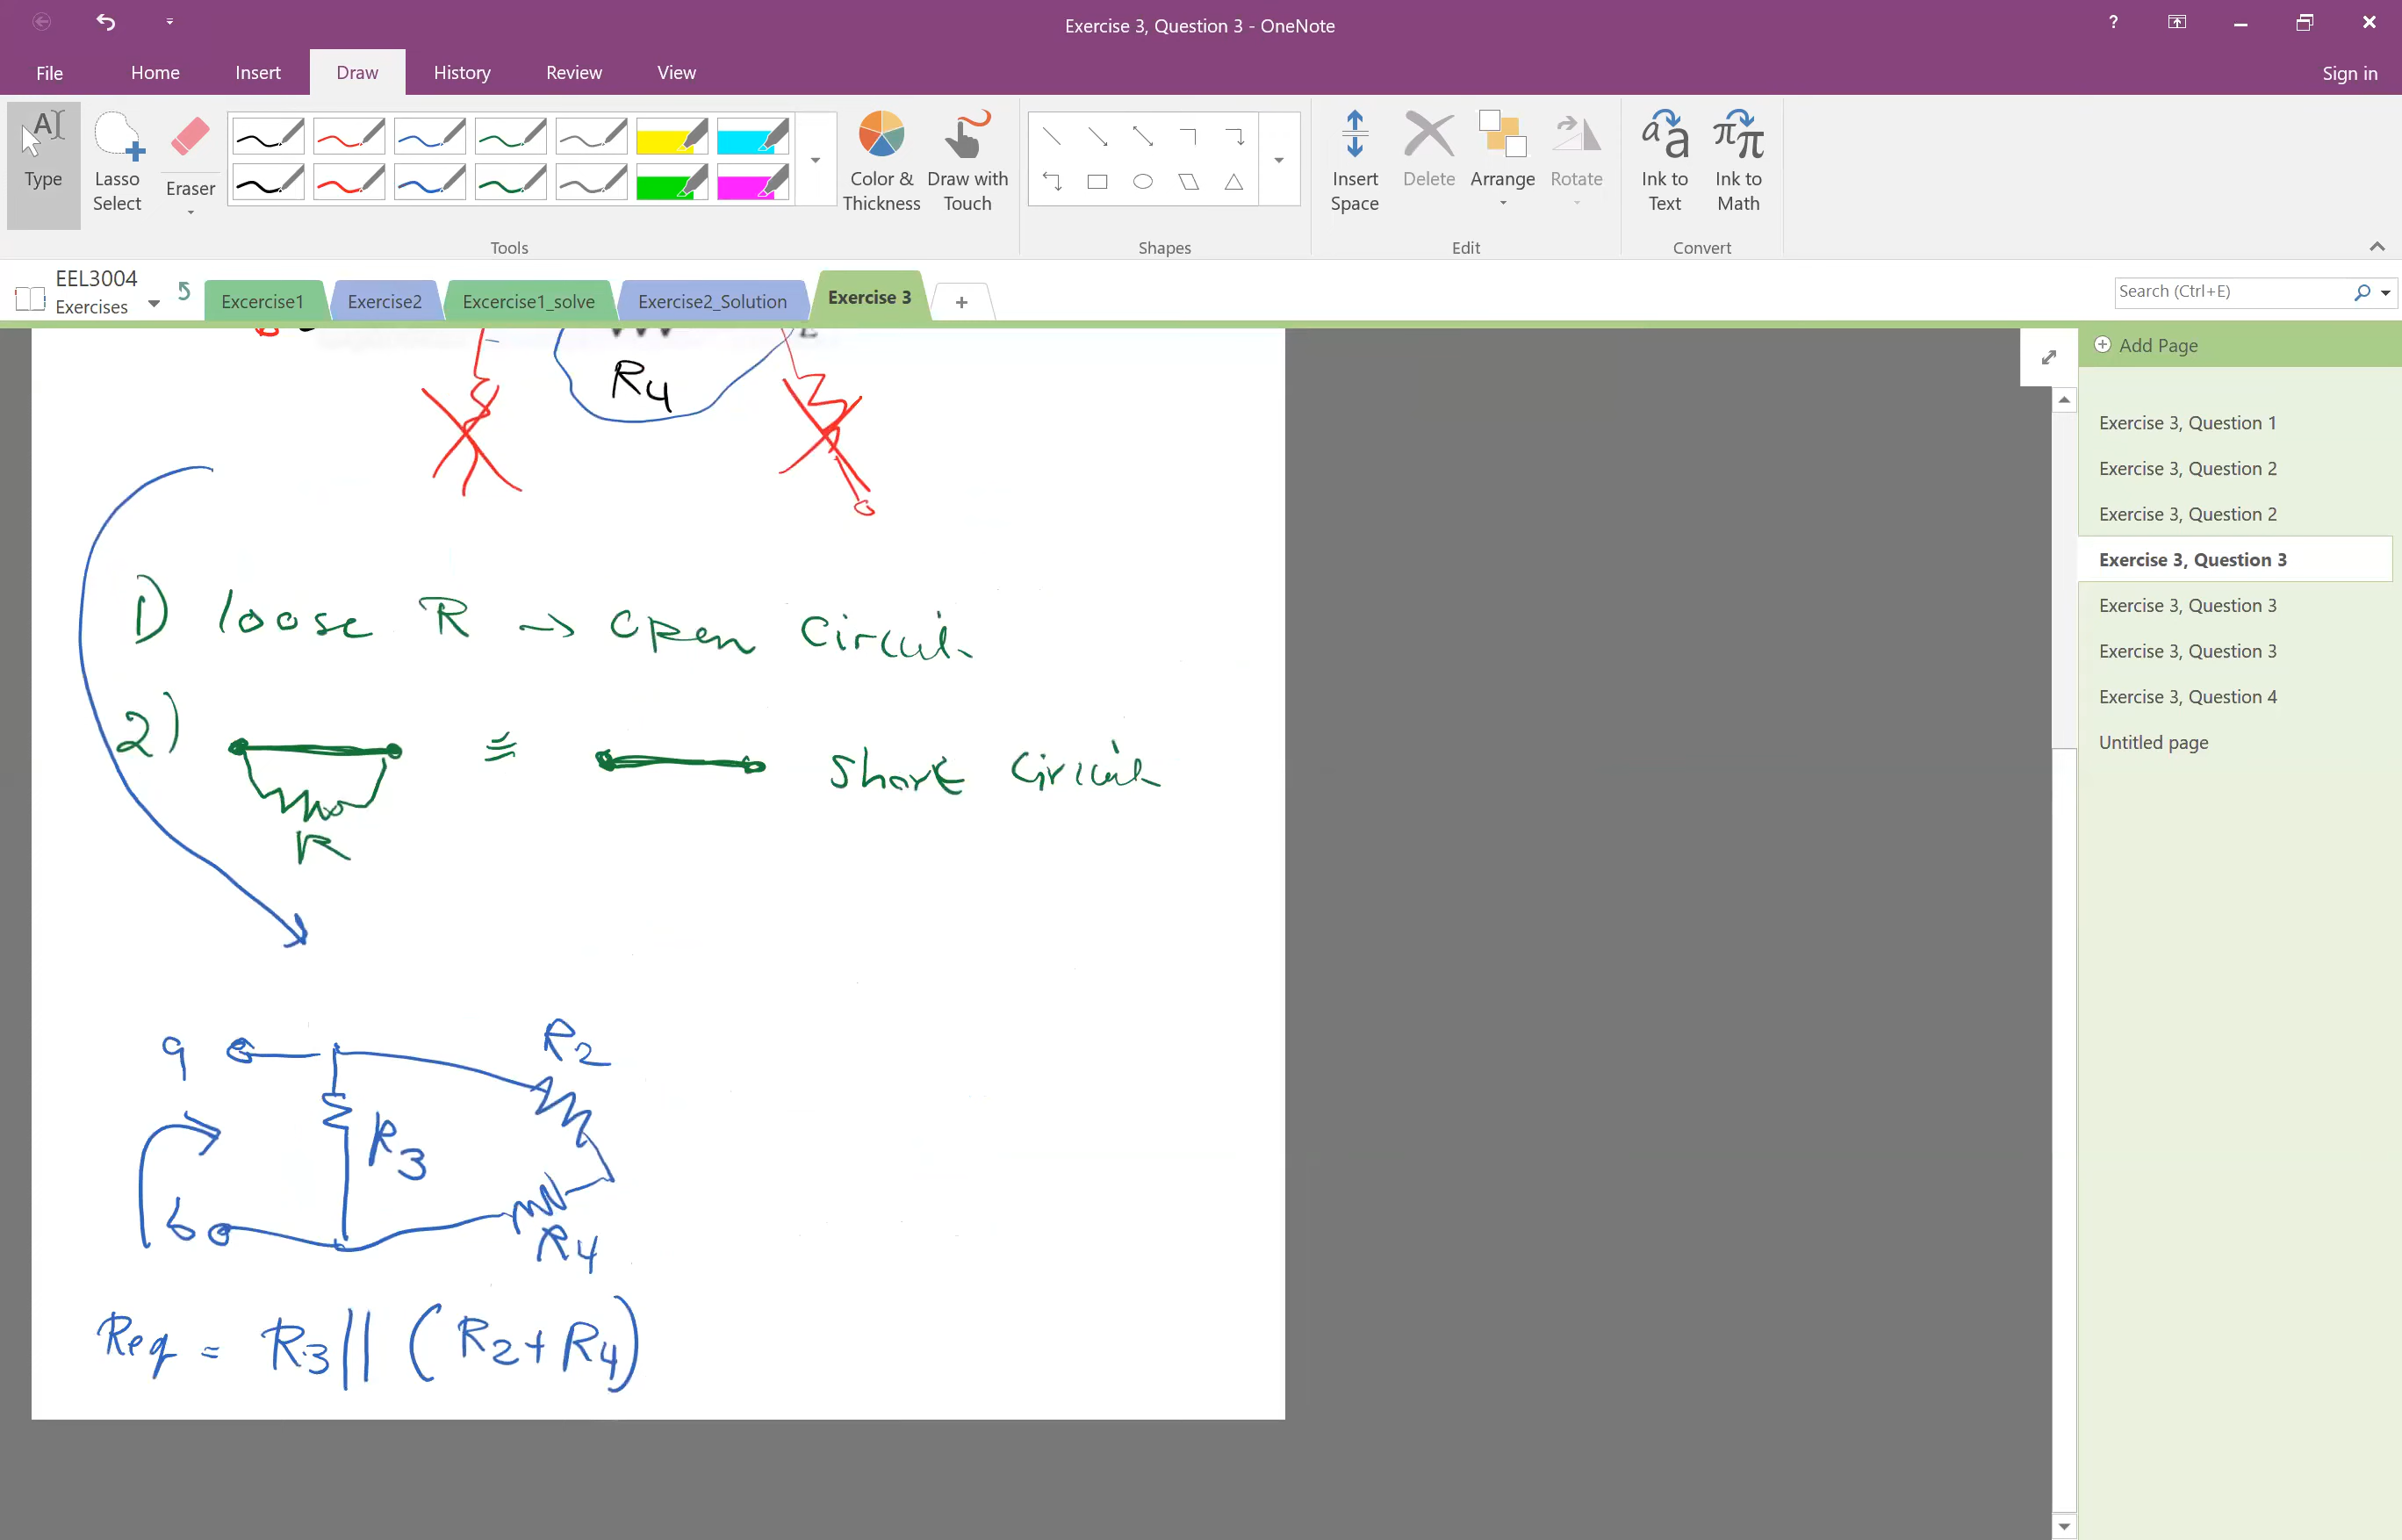 Exercise 3, Question 3 - OneNote
?
File Home Insert Draw History Review View Sign in
Type
Lasso Select
Eraser
Color & Thickness
Draw with Touch
Insert Space
Delete
Arrange
Rotate
Ink to Text
Ink to Math
Tools
Shapes
Edit
Convert
EEL3004
Exercises
Excercise1
Exercise2
Excercise1_solve
Exercise2_Solution
Exercise 3
+
Search (Ctrl+E)
Add Page
Exercise 3, Question 1
Exercise 3, Question 2
Exercise 3, Question 2
Exercise 3, Question 3
Exercise 3, Question 3
Exercise 3, Question 3
Exercise 3, Question 4
Untitled page
R4
1) loose R → open circuit
2) ≡ short circuit
R
a
R2
R3
b
R4
Req = R3 || (R2+R4)